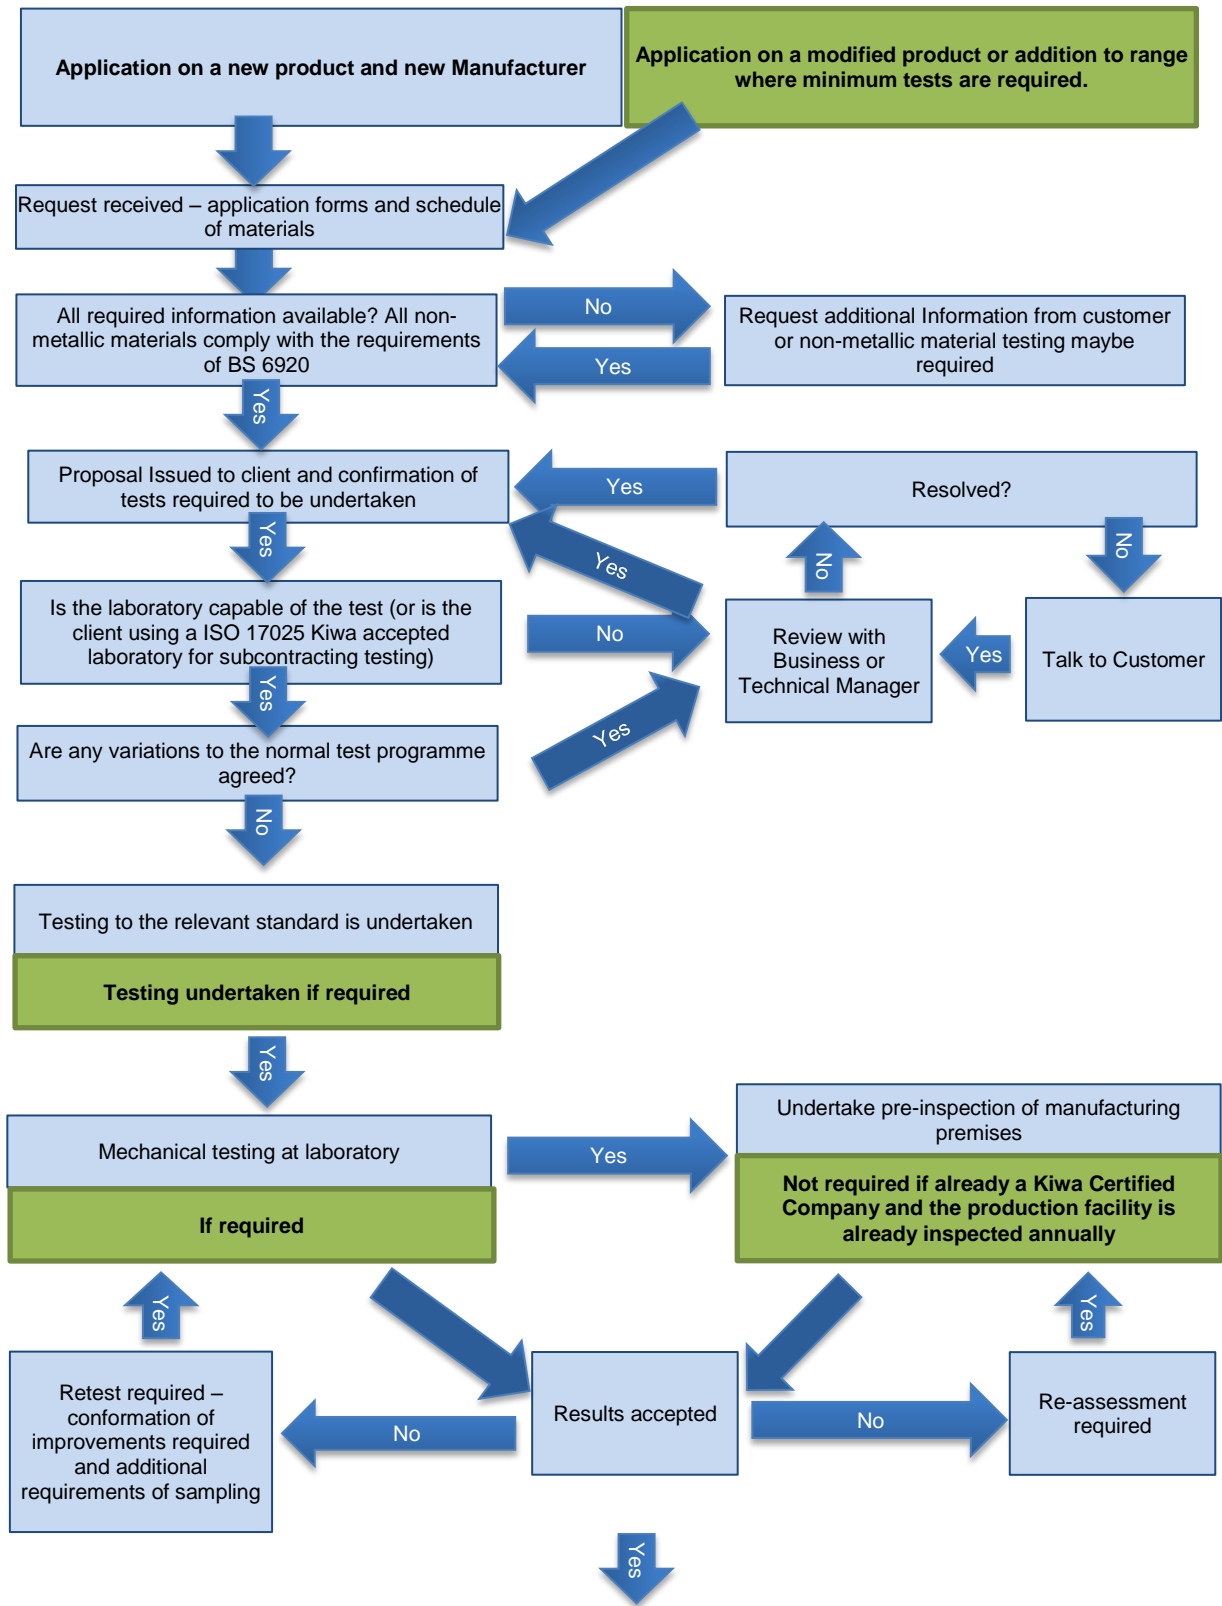 Application on a new product and new Manufacturer
Application on a modified product or addition to range
where minimum tests are required.
Request received – application forms and schedule
of materials
All required information available? All non-
metallic materials comply with the requirements
of BS 6920
No
Yes
Request additional Information from customer
or non-metallic material testing maybe
required
Yes
Proposal Issued to client and confirmation of
tests required to be undertaken
Yes
Resolved?
Yes
Yes
No
No
Is the laboratory capable of the test (or is the
client using a ISO 17025 Kiwa accepted
laboratory for subcontracting testing)
No
Review with
Business or
Technical Manager
Yes
Talk to Customer
Yes
Yes
Are any variations to the normal test programme
agreed?
No
Testing to the relevant standard is undertaken
Testing undertaken if required
Yes
Mechanical testing at laboratory
If required
Yes
Undertake pre-inspection of manufacturing
premises
Not required if already a Kiwa Certified
Company and the production facility is
already inspected annually
Yes
Yes
Retest required –
conformation of
improvements required
and additional
requirements of sampling
No
Results accepted
No
Re-assessment
required
Yes